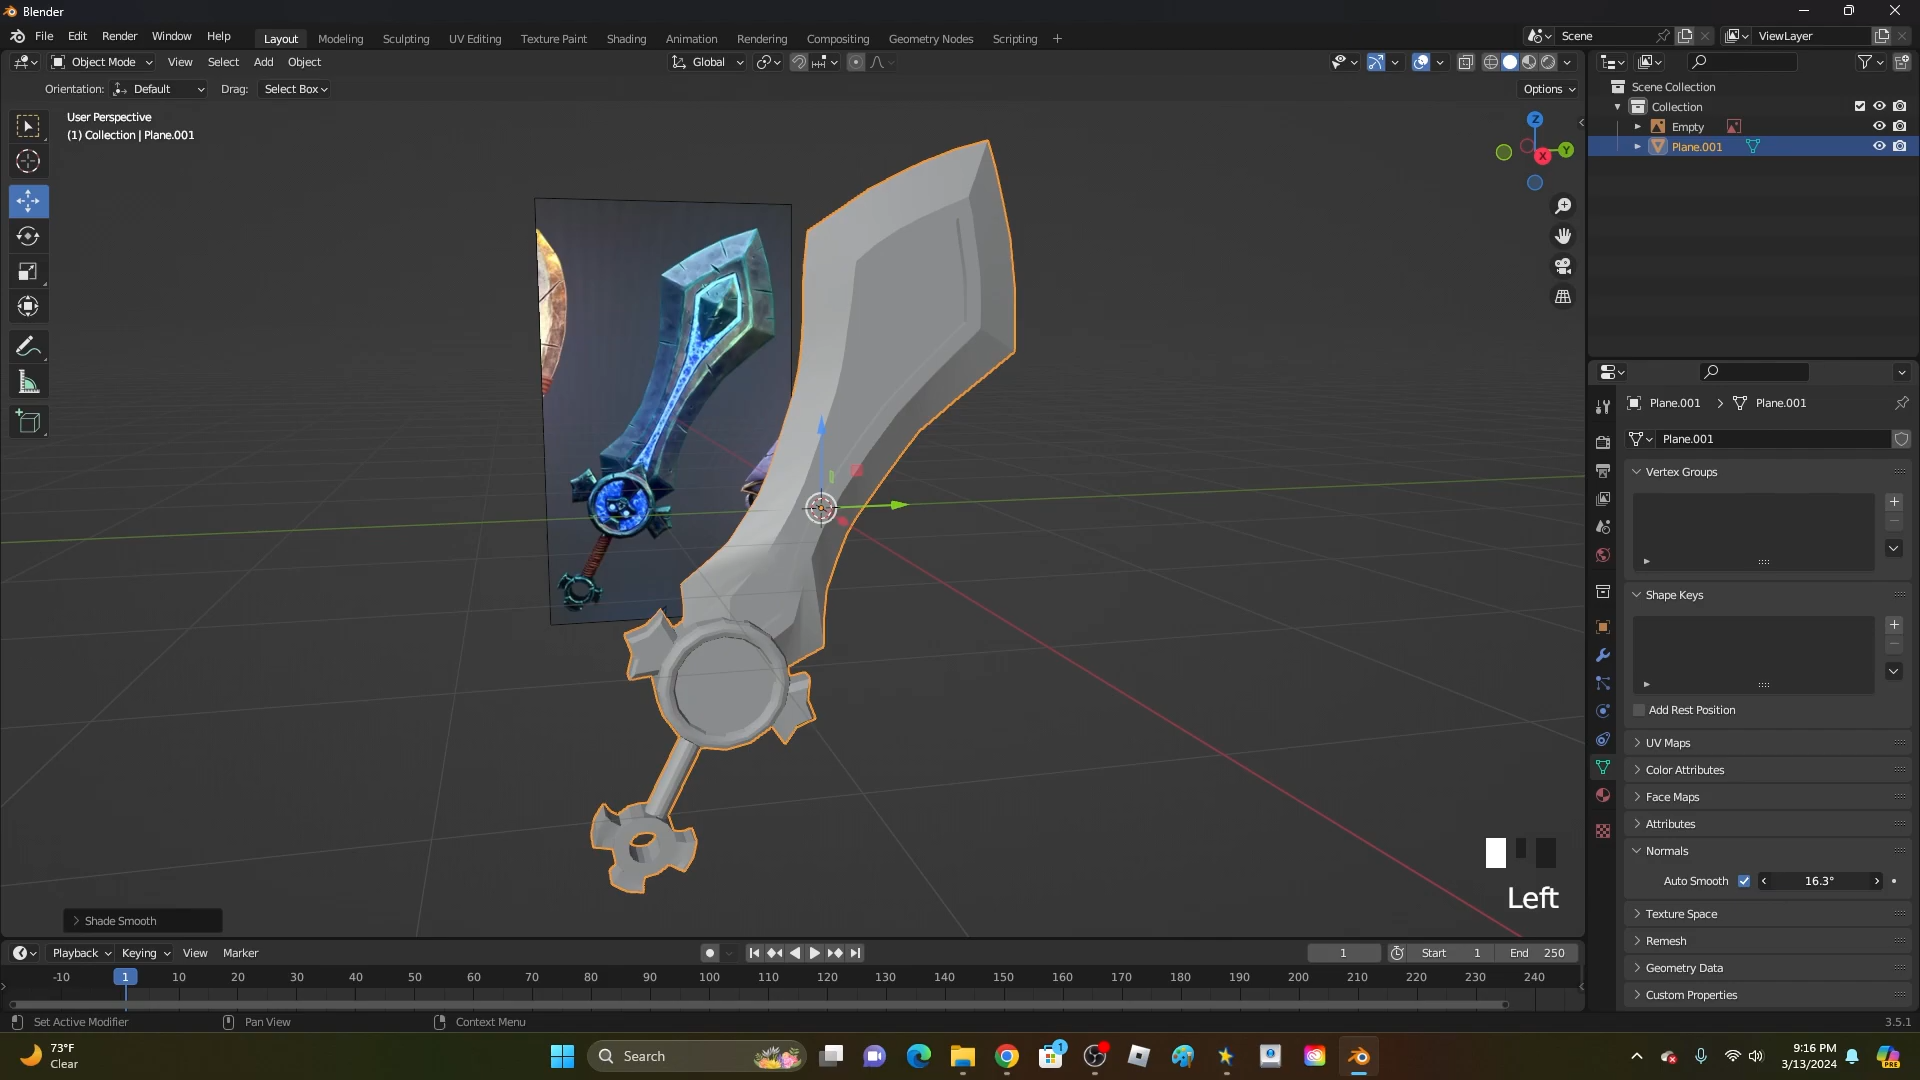 Blender
File Edit Render Window Help
Layout Modeling Sculpting UV Editing Texture Paint Shading Animation Rendering Compositing Geometry Nodes Scripting +
Scene
ViewLayer
Object Mode View Select Add Object
Global
Orientation: Default Drag: Select Box
Options
User Perspective
(1) Collection | Plane.001
Z
Y
X
Scene Collection
Collection
Empty
Plane.001
Plane.001 > Plane.001
Plane.001
Vertex Groups
Shape Keys
Add Rest Position
UV Maps
Color Attributes
Face Maps
Attributes
Normals
Auto Smooth 16.3°
Texture Space
Remesh
Geometry Data
Custom Properties
Left
Shade Smooth
Playback Keying View Marker
1 Start 1 End 250
-10 1 10 20 30 40 50 60 70 80 90 100 110 120 130 140 150 160 170 180 190 200 210 220 230 240
Set Active Modifier Pan View Context Menu
3.5.1
73°F
Clear
Search
1
9:16 PM
3/13/2024
PRE